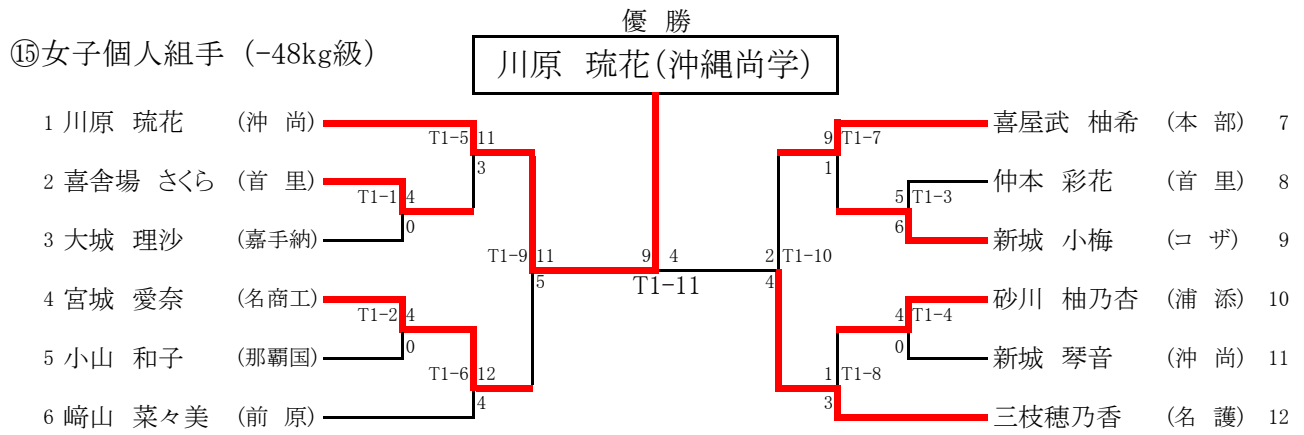 優 勝
⑮女子個人組手 (-48kg級)
川原 琉花(沖縄尚学)
1 川原 琉花 (沖 尚)
T1-5 11
3
2 喜舎場 さくら (首 里)
T1-1 4
0
3 大城 理沙 (嘉手納)
T1-9 11
5
4 宮城 愛奈 (名商工)
T1-2 4
0
5 小山 和子 (那覇国)
T1-6 12
4
6 﨑山 菜々美 (前 原)
9 4
T1-11
喜屋武 柚希 (本 部) 7
9 T1-7
1
仲本 彩花 (首 里) 8
5 T1-3
6
新城 小梅 (コ ザ) 9
2 T1-10
4
砂川 柚乃杏 (浦 添) 10
4 T1-4
0
新城 琴音 (沖 尚) 11
1 T1-8
3
三枝穂乃香 (名 護) 12